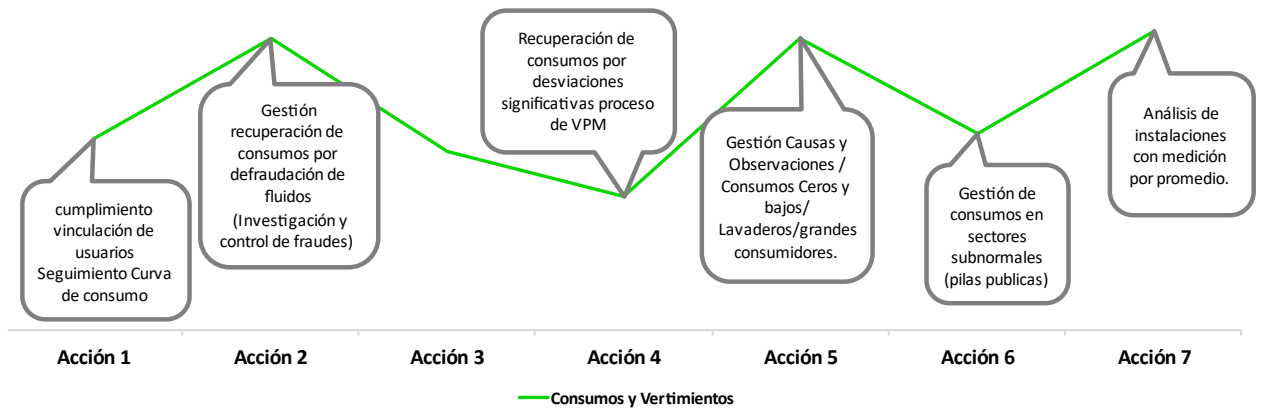 cumplimiento
vinculación de
usuarios
Seguimiento Curva
de consumo
Gestión
recuperación de
consumos por
defraudación de
fluidos
(Investigación y
control de fraudes)
Recuperación de
consumos por
desviaciones
significativas proceso
de VPM
Gestión Causas y
Observaciones /
Consumos Ceros y
bajos/
Lavaderos/grandes
consumidores.
Gestión de
consumos en
sectores
subnormales
(pilas publicas)
Análisis de
instalaciones
con medición
por promedio.
Acción 1
Acción 2
Acción 3
Acción 4
Acción 5
Acción 6
Acción 7
Consumos y Vertimientos